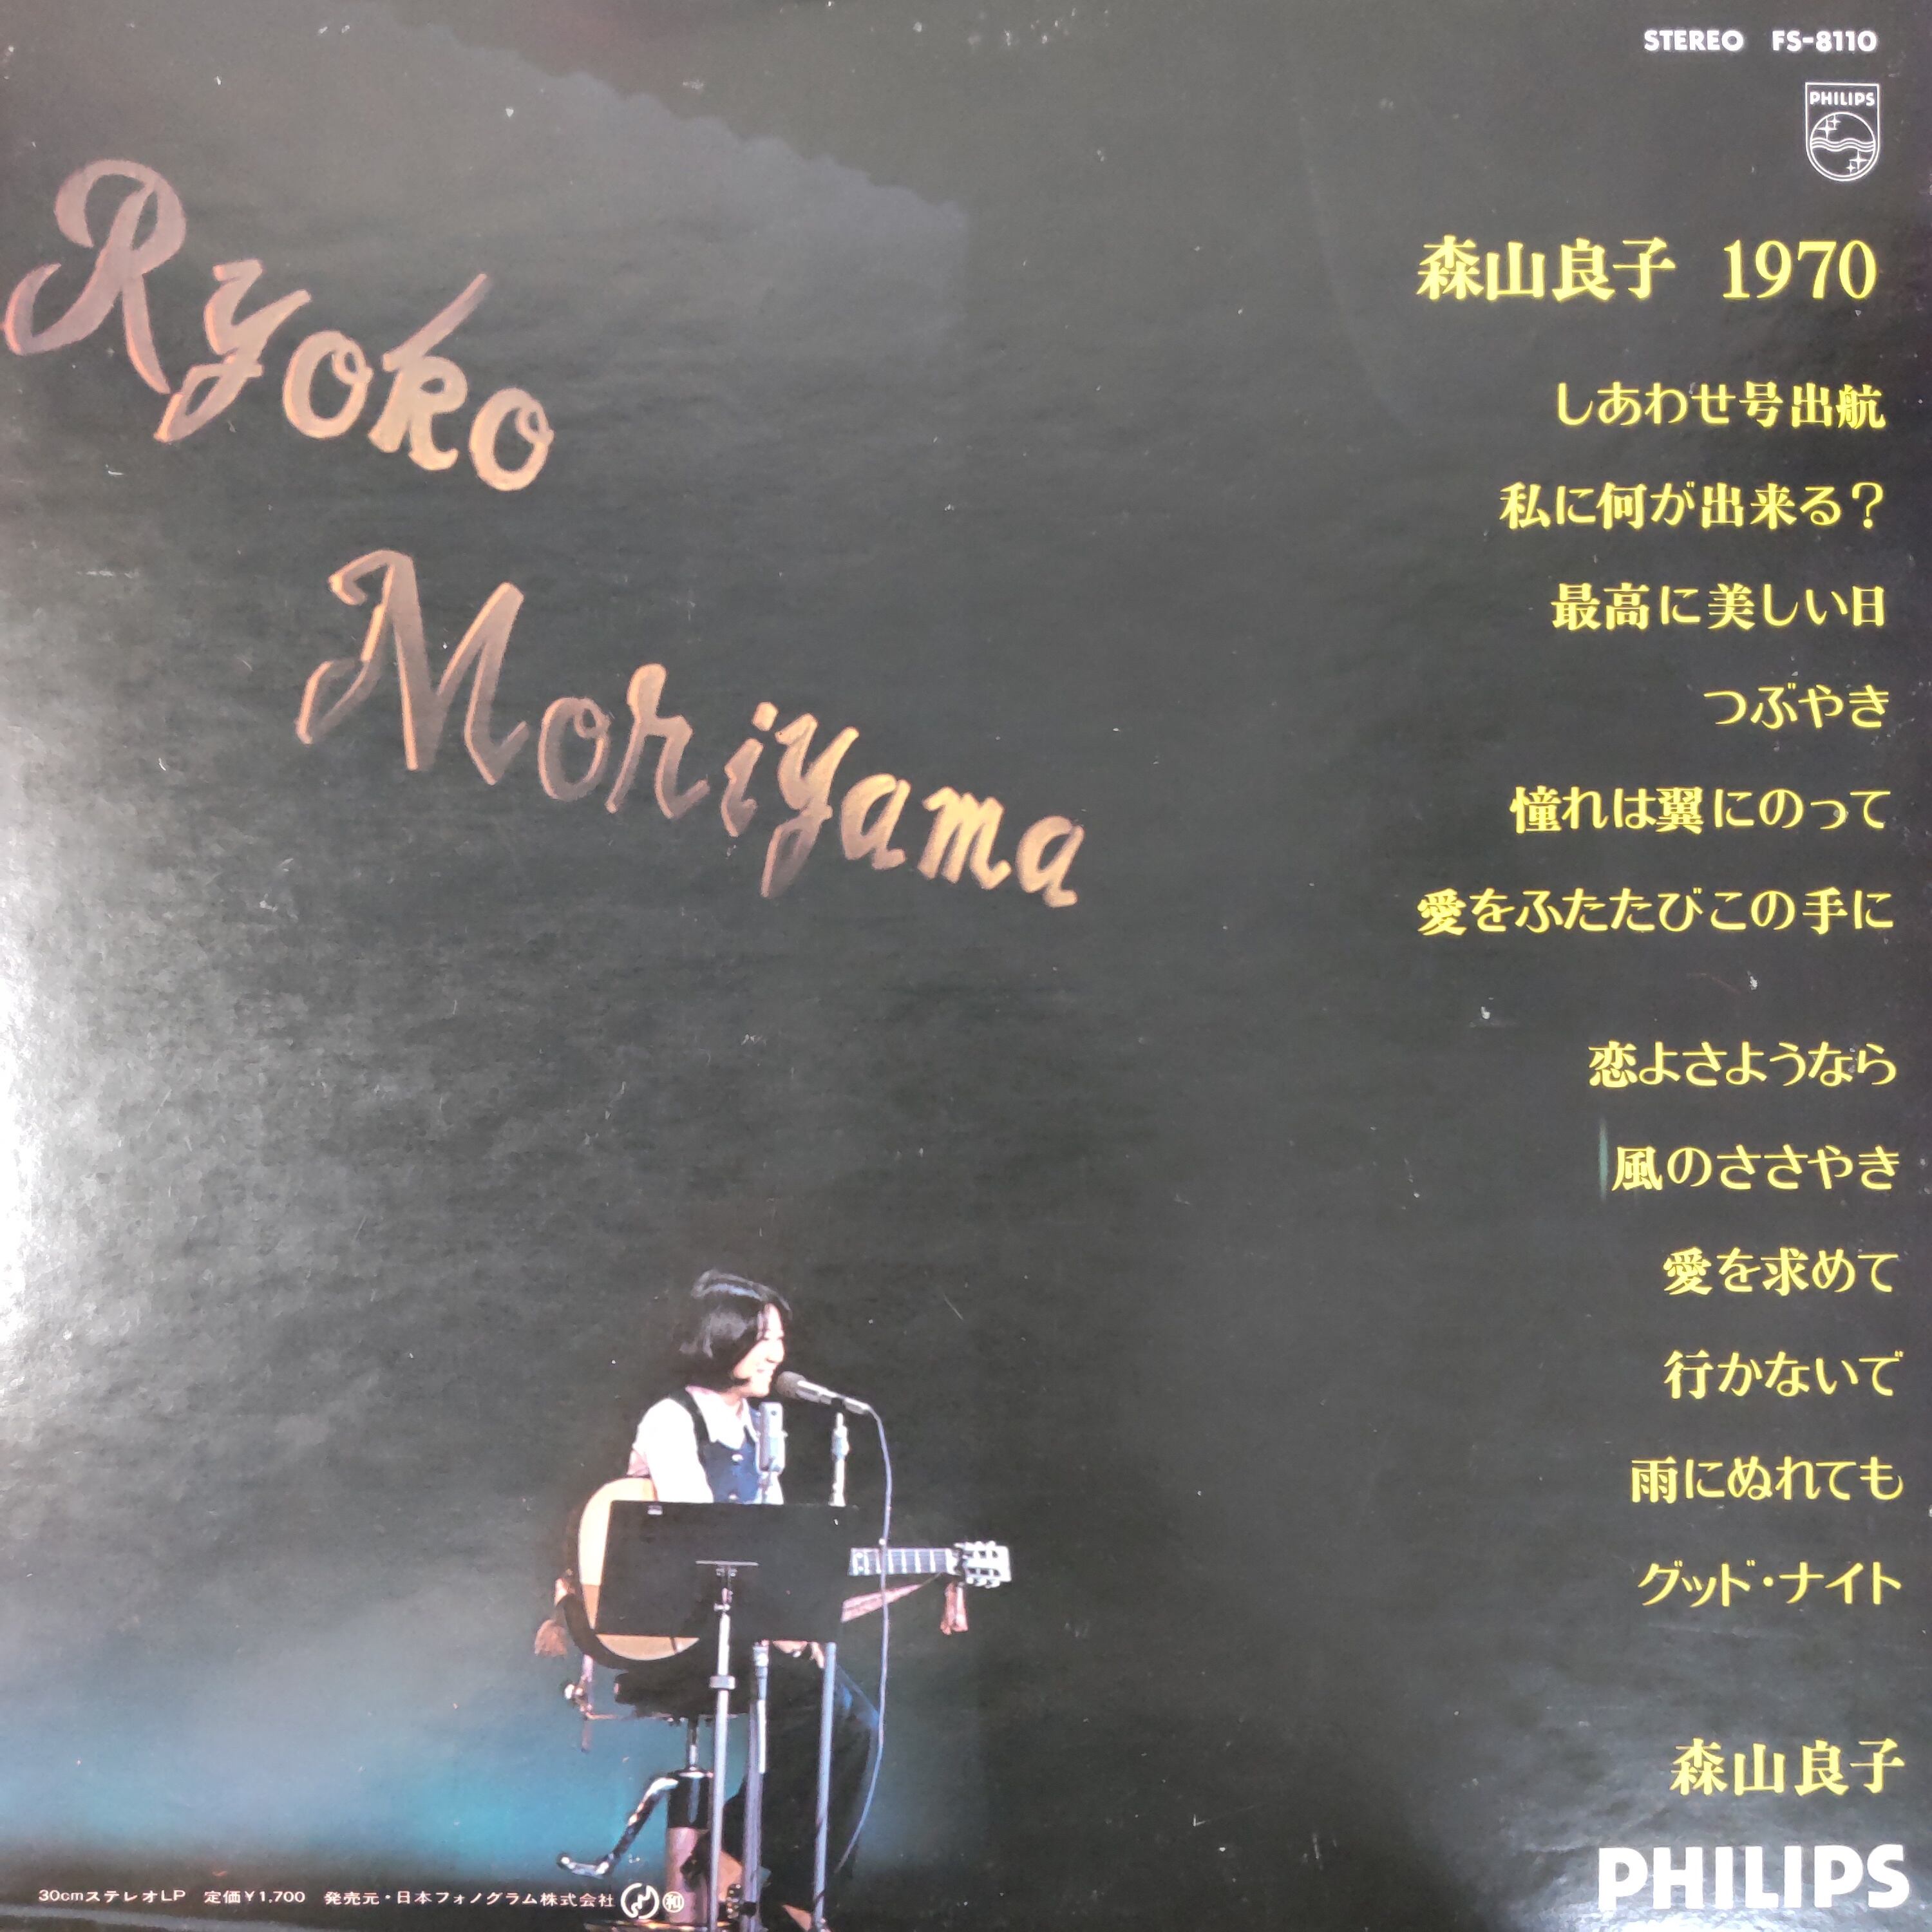 STEREO FS-8110
PHILIPS
Ryoko
Moriyama
森山良子 1970
しあわせ号出航
私に何が出来る?
最高に美しい日
つぶやき
憧れは翼にのって
愛をふたたびこの手に
恋よさようなら
風のささやき
愛を求めて
行かないで
雨にぬれても
グッド・ナイト
森山良子
PHILIPS
30cmステレオLP 定価¥1,700 発売元・日本フォノグラム株式会社 和